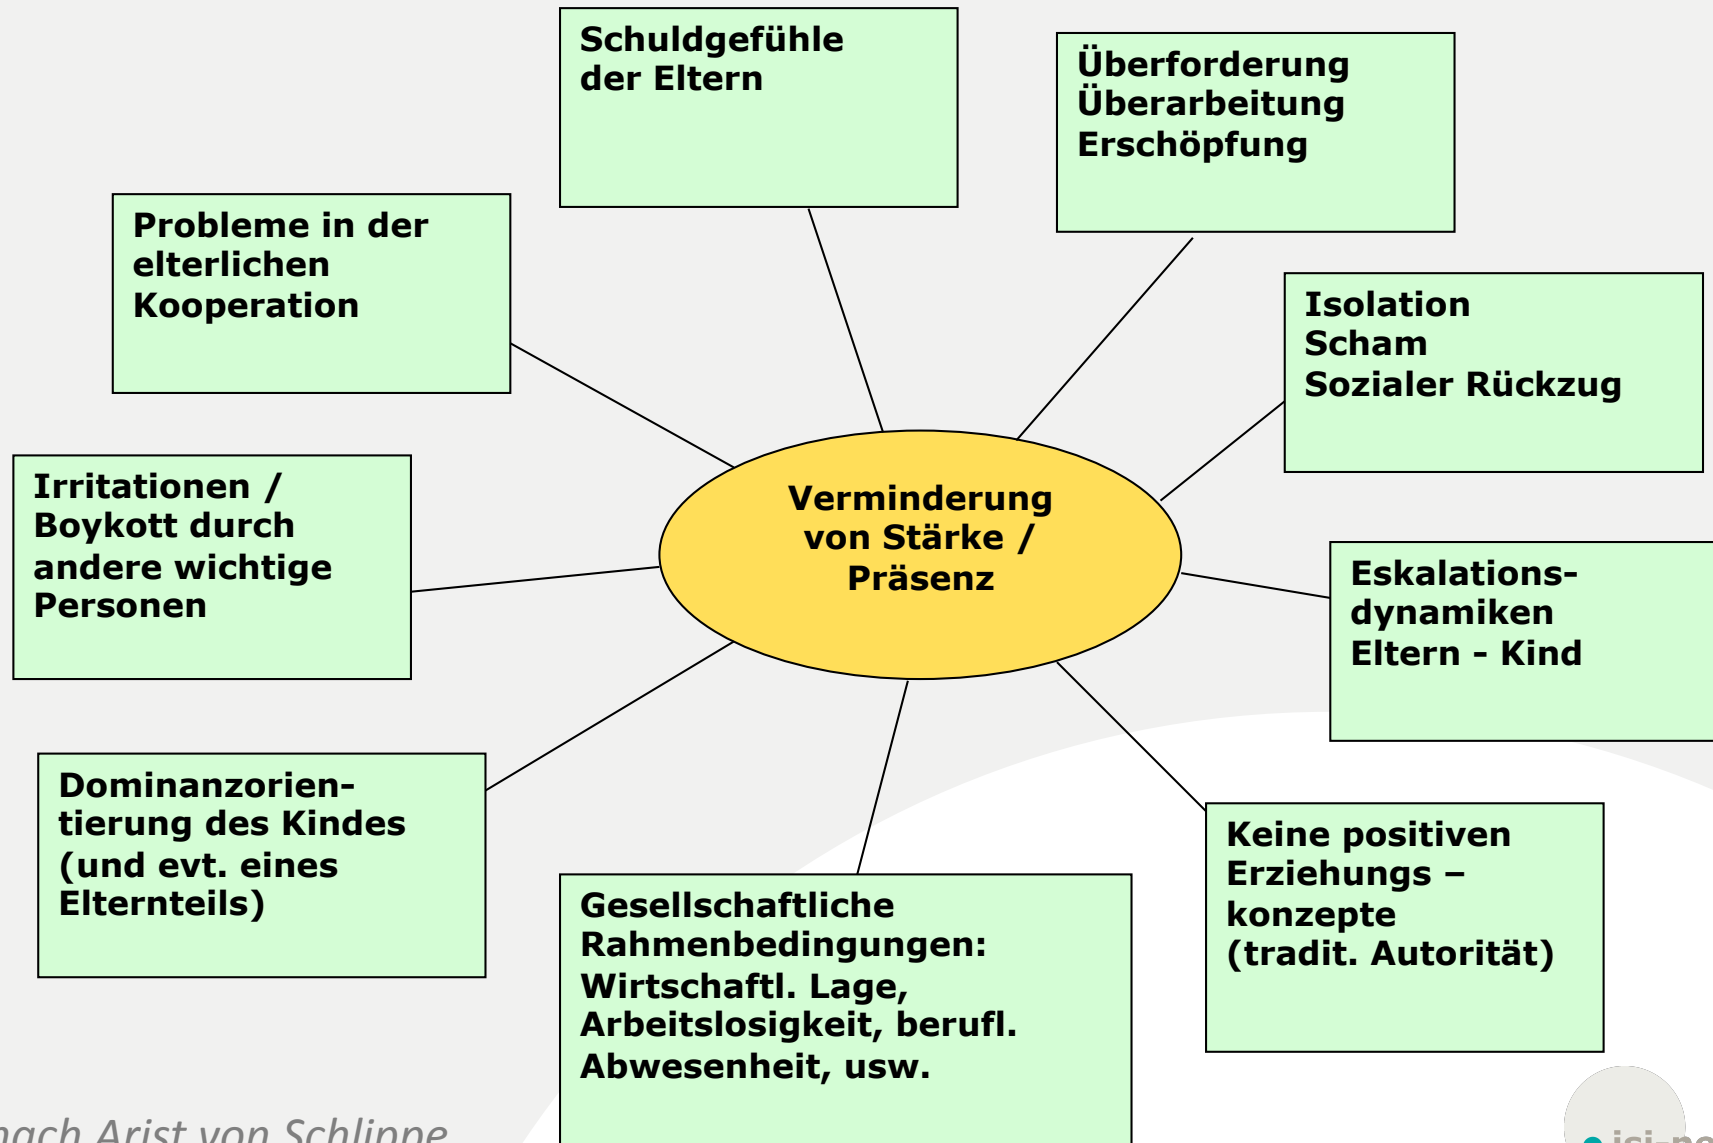 Schuldgefühle
der Eltern
Überforderung
Überarbeitung
Erschöpfung
Probleme in der
elterlichen
Kooperation
Isolation
Scham
Sozialer Rückzug
Irritationen /
Boykott durch
andere wichtige
Personen
Verminderung
von Stärke /
Präsenz
Eskalations-
dynamiken
Eltern - Kind
Dominanzorien-
tierung des Kindes
(und evt. eines
Elternteils)
Keine positiven
Erziehungs –
konzepte
(tradit. Autorität)
Gesellschaftliche
Rahmenbedingungen:
Wirtschaftl. Lage,
Arbeitslosigkeit, berufl.
Abwesenheit, usw.
nach Arist von Schlippe